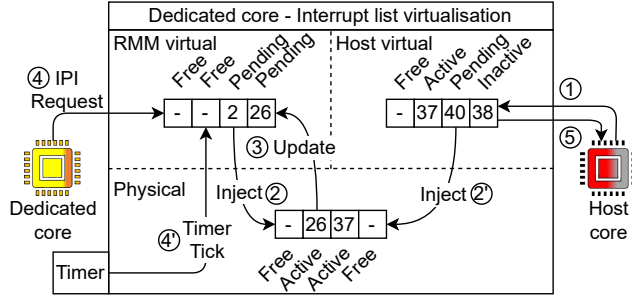 Dedicated core - Interrupt list virtualisation
RMM virtual
Host virtual
Free
Free
Pending
Pending
Free
Active
Pending
Inactive
④ IPI
Request
- - 2 26
- 37 40 38
①
⑤
③ Update
Dedicated
core
Host
core
Physical
Inject ②
Inject ②'
④' Timer
Tick
- 26 37 -
Free
Active
Active
Free
Timer